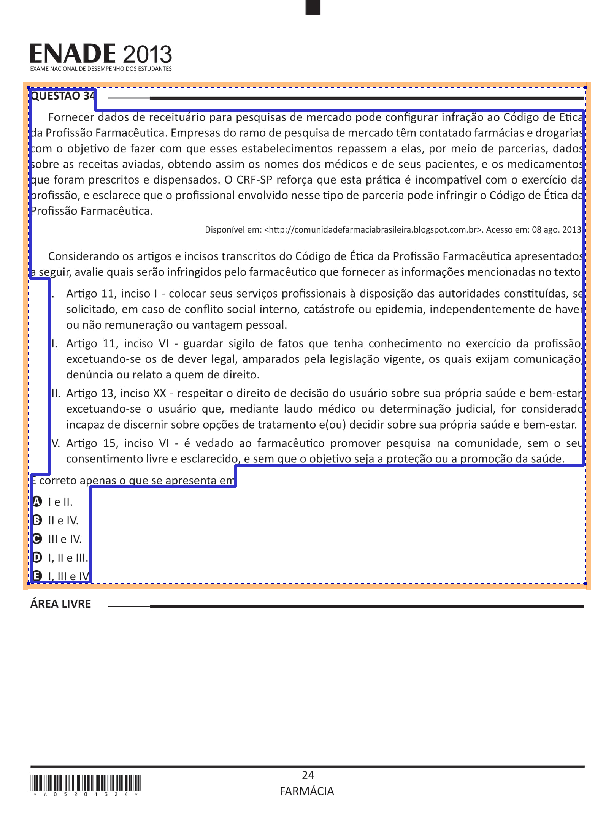 ENADE 2013
EXAME NACIONAL DE DESEMPENHO DOS ESTUDANTES
QUESTÃO 34
Fornecer dados de receituário para pesquisas de mercado pode configurar infração ao Código de Ética
da Profissão Farmacêutica. Empresas do ramo de pesquisa de mercado têm contatado farmácias e drogarias
com o objetivo de fazer com que esses estabelecimentos repassem a elas, por meio de parcerias, dados
sobre as receitas aviadas, obtendo assim os nomes dos médicos e de seus pacientes, e os medicamentos
que foram prescritos e dispensados. O CRF-SP reforça que esta prática é incompatível com o exercício da
profissão, e esclarece que o profissional envolvido nesse tipo de parceria pode infringir o Código de Ética da
Profissão Farmacêutica.
Disponível em: <http://comunidadefarmaciabrasileira.blogspot.com.br>. Acesso em: 08 ago. 2013.
Considerando os artigos e incisos transcritos do Código de Ética da Profissão Farmacêutica apresentados
a seguir, avalie quais serão infringidos pelo farmacêutico que fornecer as informações mencionadas no texto.
I. Artigo 11, inciso I - colocar seus serviços profissionais à disposição das autoridades constituídas, se
solicitado, em caso de conflito social interno, catástrofe ou epidemia, independentemente de haver
ou não remuneração ou vantagem pessoal.
II. Artigo 11, inciso VI - guardar sigilo de fatos que tenha conhecimento no exercício da profissão,
excetuando-se os de dever legal, amparados pela legislação vigente, os quais exijam comunicação,
denúncia ou relato a quem de direito.
III. Artigo 13, inciso XX - respeitar o direito de decisão do usuário sobre sua própria saúde e bem-estar,
excetuando-se o usuário que, mediante laudo médico ou determinação judicial, for considerado
incapaz de discernir sobre opções de tratamento e(ou) decidir sobre sua própria saúde e bem-estar.
IV. Artigo 15, inciso VI - é vedado ao farmacêutico promover pesquisa na comunidade, sem o seu
consentimento livre e esclarecido, e sem que o objetivo seja a proteção ou a promoção da saúde.
É correto apenas o que se apresenta em
A I e II.
B II e IV.
C III e IV.
D I, II e III.
E I, III e IV.
ÁREA LIVRE
24
FARMÁCIA